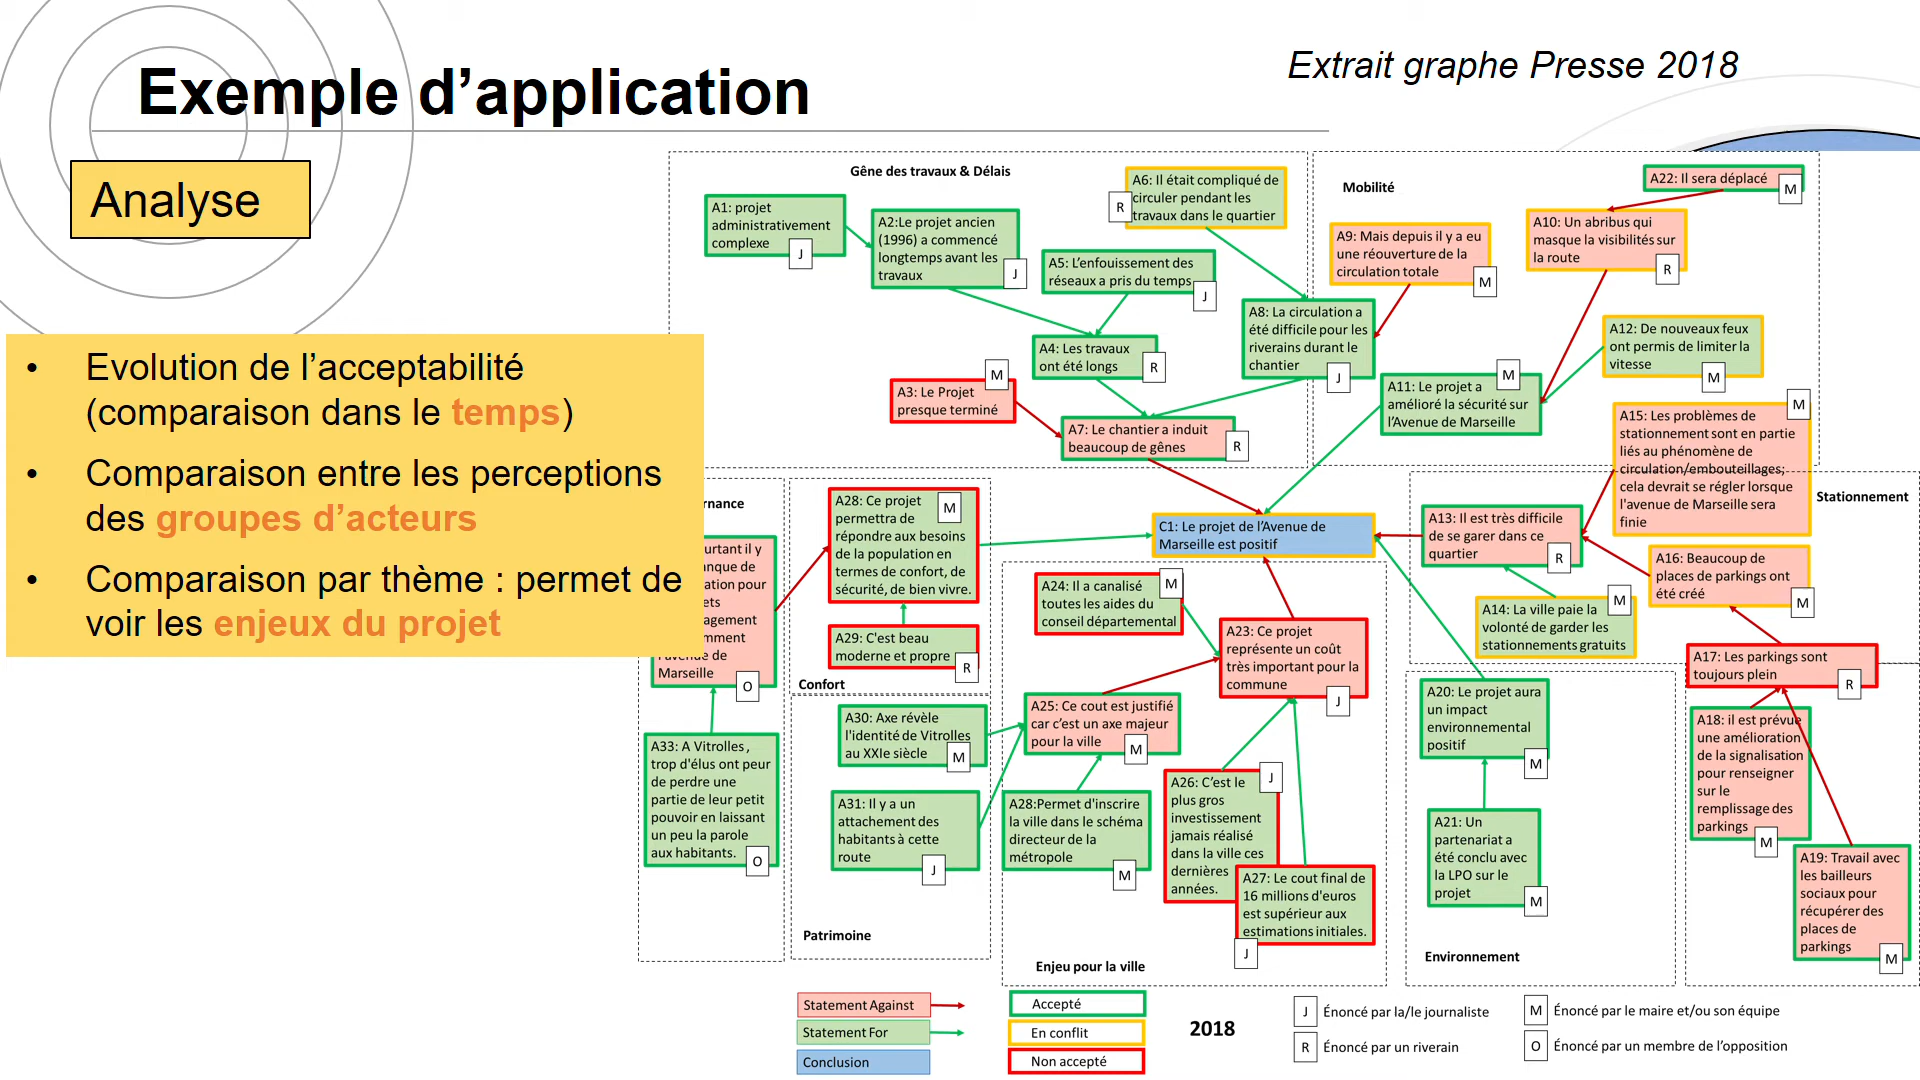 Exemple d'application
Extrait graphe Presse 2018
Analyse
• Evolution de l'acceptabilité
(comparaison dans le temps)
• Comparaison entre les perceptions
des groupes d'acteurs
• Comparaison par thème : permet de
voir les enjeux du projet
Gêne des travaux & Délais
A1: projet
administrativement
complexe
J
A2:Le projet ancien
(1996) a commencé
longtemps avant les
travaux
J
A6: Il était compliqué de
circuler pendant les
travaux dans le quartier
R
A5: L'enfouissement des
réseaux a pris du temps
J
A4: Les travaux
ont été longs
R
A3: Le Projet
presque terminé
M
A8: La circulation a
été difficile pour les
riverains durant le
chantier
J
A7: Le chantier a induit
beaucoup de gênes
R
Mobilité
A22: Il sera déplacé
M
A9: Mais depuis il y a eu
une réouverture de la
circulation totale
M
A10: Un abribus qui
masque la visibilités sur
la route
R
A12: De nouveaux feux
ont permis de limiter la
vitesse
M
A11: Le projet a
amélioré la sécurité sur
l'Avenue de Marseille
M
A15: Les problèmes de
stationnement sont en partie
liés au phénomène de
circulation/embouteillages;
cela devrait se régler lorsque
l'avenue de Marseille sera
finie
M
Stationnement
A13: Il est très difficile
de se garer dans ce
quartier
R
A16: Beaucoup de
places de parkings ont
été créé
M
A14: La ville paie la
volonté de garder les
stationnements gratuits
M
A17: Les parkings sont
toujours plein
R
A18: il est prévue
une amélioration
de la signalisation
pour renseigner
sur le
remplissage des
parkings
M
A19: Travail avec
les bailleurs
sociaux pour
récupérer des
places de
parkings
M
C1: Le projet de l'Avenue de
Marseille est positif
rnance
urtant il y
anque de
ation pour
ets
agement
mment
l'avenue de
Marseille
O
A33: A Vitrolles ,
trop d'élus ont peur
de perdre une
partie de leur petit
pouvoir en laissant
un peu la parole
aux habitants.
O
A28: Ce projet
permettra de
répondre aux besoins
de la population en
termes de confort, de
sécurité, de bien vivre.
M
A29: C'est beau
moderne et propre
R
Confort
A30: Axe révèle
l'identité de Vitrolles
au XXIe siècle
M
A31: Il y a un
attachement des
habitants à cette
route
J
Patrimoine
A24: Il a canalisé
toutes les aides du
conseil départemental
M
A23: Ce projet
représente un coût
très important pour la
commune
J
A25: Ce cout est justifié
car c'est un axe majeur
pour la ville
M
A28:Permet d'inscrire
la ville dans le schéma
directeur de la
métropole
M
A26: C'est le
plus gros
investissement
jamais réalisé
dans la ville ces
dernières
années.
J
A27: Le cout final de
16 millions d'euros
est supérieur aux
estimations initiales.
J
Enjeu pour la ville
A20: Le projet aura
un impact
environnemental
positif
M
A21: Un
partenariat a
été conclu avec
la LPO sur le
projet
M
Environnement
Statement Against
Statement For
Conclusion
Accepté
En conflit
Non accepté
2018
J Énoncé par la/le journaliste
R Énoncé par un riverain
M Énoncé par le maire et/ou son équipe
O Énoncé par un membre de l'opposition